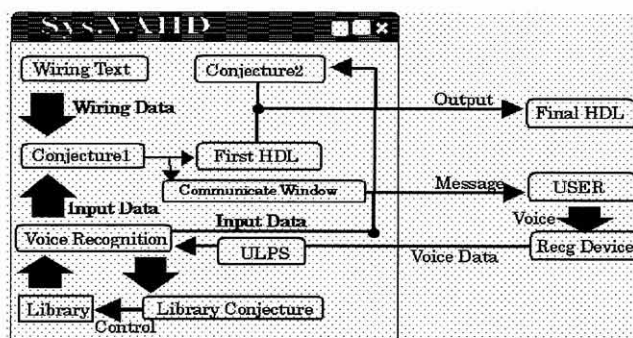 Sys.VAHD
Wiring Text
Conjecture2
Wiring Data
Output
Final HDL
Conjecture1
First HDL
Communicate Window
Message
USER
Input Data
Input Data
Voice
Voice Recognition
ULPS
Voice Data
Recg Device
Library
Library Conjecture
Control